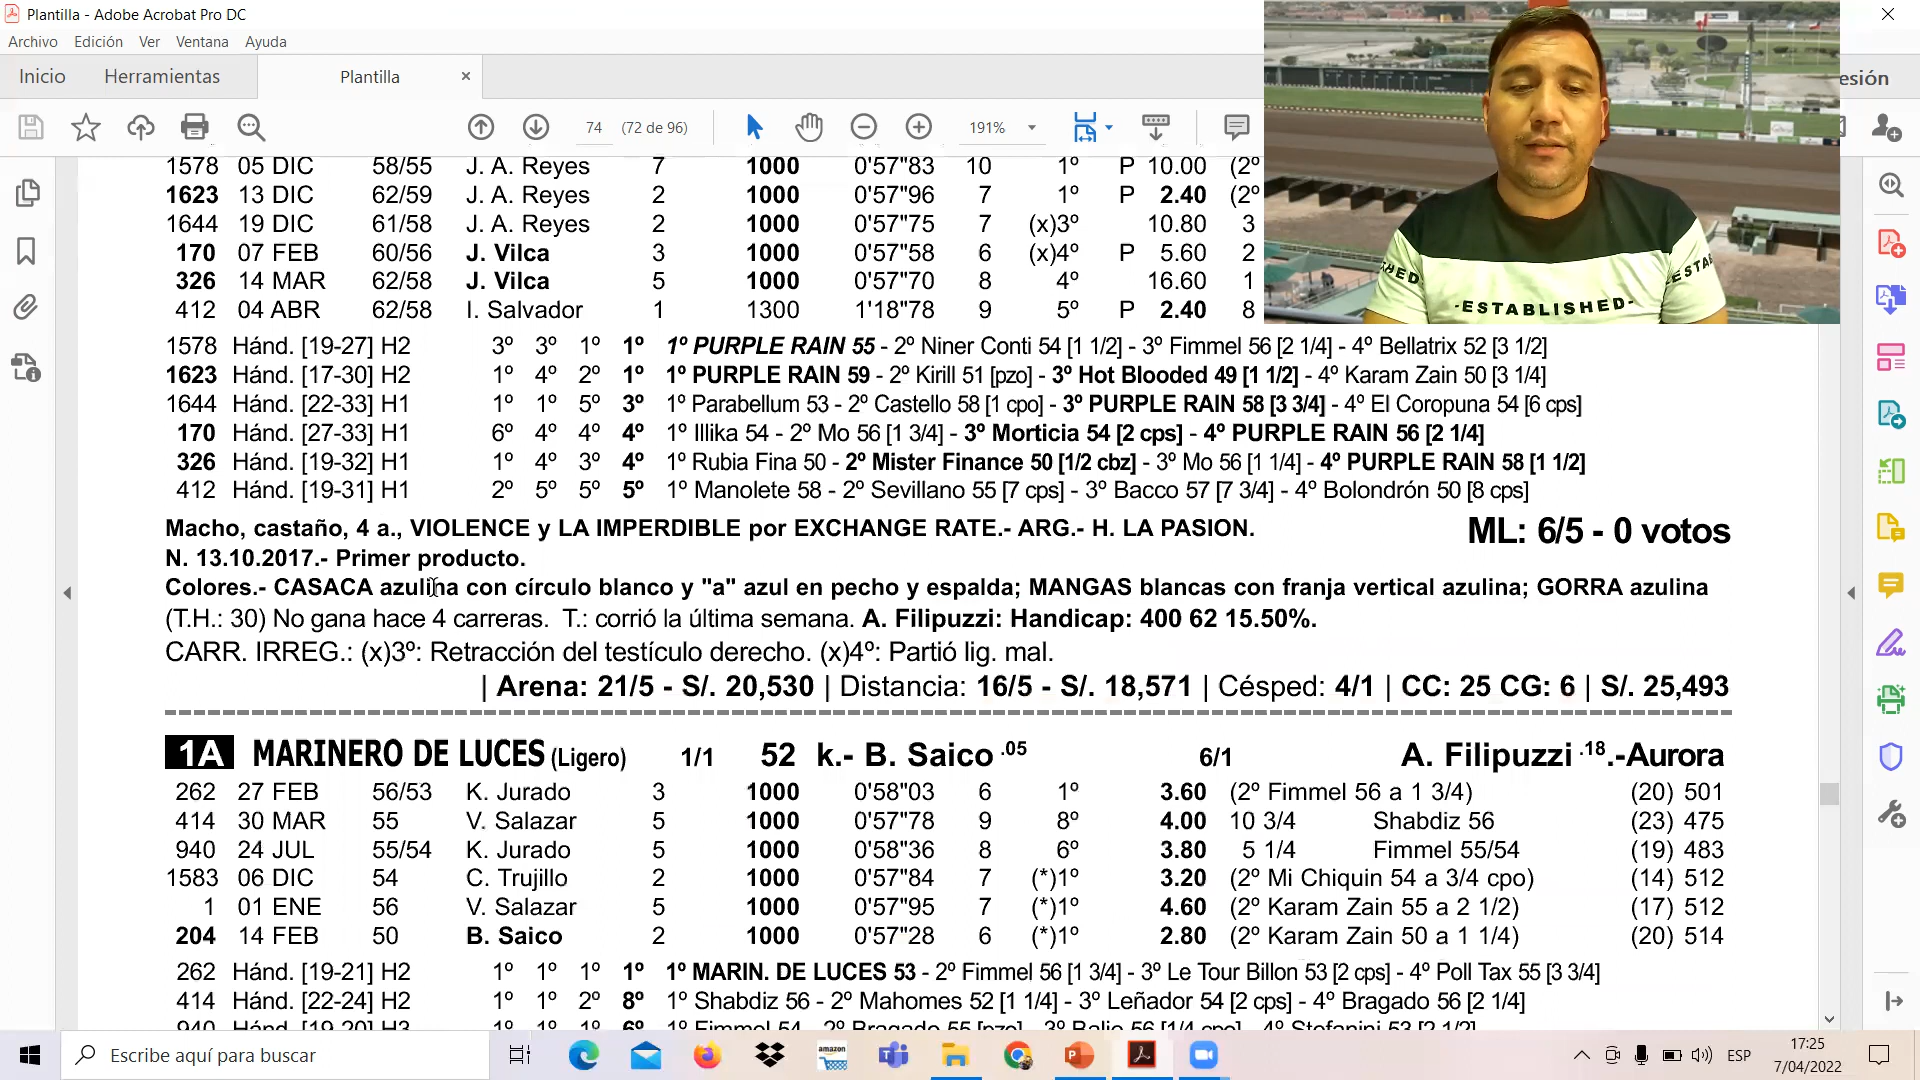 Plantilla - Adobe Acrobat Pro DC
Archivo Edición Ver Ventana Ayuda
Inicio Herramientas Plantilla × esión
74 (72 de 96) 191%
1578 05 DIC 58/55 J. A. Reyes 7 1000 0'57"83 10 1º P 10.00 (2º
1623 13 DIC 62/59 J. A. Reyes 2 1000 0'57"96 7 1º P 2.40 (2º
1644 19 DIC 61/58 J. A. Reyes 2 1000 0'57"75 7 (x)3º 10.80 3
170 07 FEB 60/56 J. Vilca 3 1000 0'57"58 6 (x)4º P 5.60 2
326 14 MAR 62/58 J. Vilca 5 1000 0'57"70 8 4º 16.60 1
412 04 ABR 62/58 I. Salvador 1 1300 1'18"78 9 5º P 2.40 8
-ESTABLISHED-
1578 Hánd. [19-27] H2 3º 3º 1º 1º 1º PURPLE RAIN 55 - 2º Niner Conti 54 [1 1/2] - 3º Fimmel 56 [2 1/4] - 4º Bellatrix 52 [3 1/2]
1623 Hánd. [17-30] H2 1º 4º 2º 1º 1º PURPLE RAIN 59 - 2º Kirill 51 [pzo] - 3º Hot Blooded 49 [1 1/2] - 4º Karam Zain 50 [3 1/4]
1644 Hánd. [22-33] H1 1º 1º 5º 3º 1º Parabellum 53 - 2º Castello 58 [1 cpo] - 3º PURPLE RAIN 58 [3 3/4] - 4º El Coropuna 54 [6 cps]
170 Hánd. [27-33] H1 6º 4º 4º 4º 1º Illika 54 - 2º Mo 56 [1 3/4] - 3º Morticia 54 [2 cps] - 4º PURPLE RAIN 56 [2 1/4]
326 Hánd. [19-32] H1 1º 4º 3º 4º 1º Rubia Fina 50 - 2º Mister Finance 50 [1/2 cbz] - 3º Mo 56 [1 1/4] - 4º PURPLE RAIN 58 [1 1/2]
412 Hánd. [19-31] H1 2º 5º 5º 5º 1º Manolete 58 - 2º Sevillano 55 [7 cps] - 3º Bacco 57 [7 3/4] - 4º Bolondrón 50 [8 cps]
Macho, castaño, 4 a., VIOLENCE y LA IMPERDIBLE por EXCHANGE RATE.- ARG.- H. LA PASION. ML: 6/5 - 0 votos
N. 13.10.2017.- Primer producto.
Colores.- CASACA azulina con círculo blanco y "a" azul en pecho y espalda; MANGAS blancas con franja vertical azulina; GORRA azulina
(T.H.: 30) No gana hace 4 carreras. T.: corrió la última semana. A. Filipuzzi: Handicap: 400 62 15.50%.
CARR. IRREG.: (x)3º: Retracción del testículo derecho. (x)4º: Partió lig. mal.
| Arena: 21/5 - S/. 20,530 | Distancia: 16/5 - S/. 18,571 | Césped: 4/1 | CC: 25 CG: 6 | S/. 25,493
1A MARINERO DE LUCES (Ligero) 1/1 52 k.- B. Saico .05 6/1 A. Filipuzzi .18.-Aurora
262 27 FEB 56/53 K. Jurado 3 1000 0'58"03 6 1º 3.60 (2º Fimmel 56 a 1 3/4) (20) 501
414 30 MAR 55 V. Salazar 5 1000 0'57"78 9 8º 4.00 10 3/4 Shabdiz 56 (23) 475
940 24 JUL 55/54 K. Jurado 5 1000 0'58"36 8 6º 3.80 5 1/4 Fimmel 55/54 (19) 483
1583 06 DIC 54 C. Trujillo 2 1000 0'57"84 7 (*)1º 3.20 (2º Mi Chiquin 54 a 3/4 cpo) (14) 512
1 01 ENE 56 V. Salazar 5 1000 0'57"95 7 (*)1º 4.60 (2º Karam Zain 55 a 2 1/2) (17) 512
204 14 FEB 50 B. Saico 2 1000 0'57"28 6 (*)1º 2.80 (2º Karam Zain 50 a 1 1/4) (20) 514
262 Hánd. [19-21] H2 1º 1º 1º 1º 1º MARIN. DE LUCES 53 - 2º Fimmel 56 [1 3/4] - 3º Le Tour Billon 53 [2 cps] - 4º Poll Tax 55 [3 3/4]
414 Hánd. [22-24] H2 1º 1º 2º 8º 1º Shabdiz 56 - 2º Mahomes 52 [1 1/4] - 3º Leñador 54 [2 cps] - 4º Bragado 56 [2 1/4]
940 Hánd. [19-20] H3 1º 1º 1º 6º 1º Fimmel 54 - 2º Bragado 55 [pzo] - 3º Balio 56 [1/4 cpo] - 4º Stefanini 53 [2 1/2]
Escribe aquí para buscar amazon ESP 17:25
7/04/2022